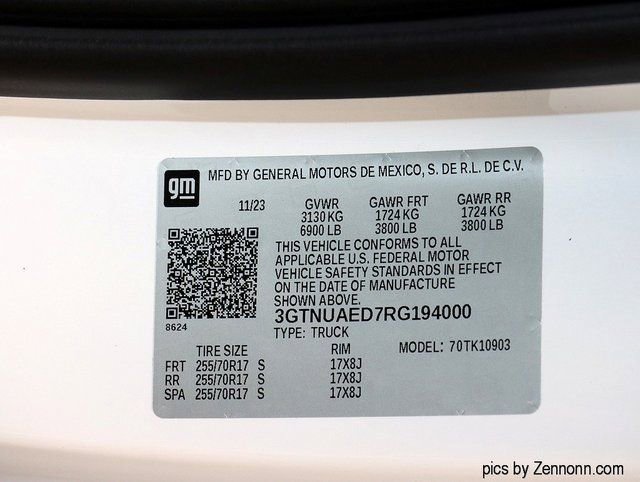 gm MFD BY GENERAL MOTORS DE MEXICO, S. DE R.L. DE C.V.
11/23 GVWR GAWR FRT GAWR RR
3130 KG 1724 KG 1724 KG
6900 LB 3800 LB 3800 LB
THIS VEHICLE CONFORMS TO ALL
APPLICABLE U.S. FEDERAL MOTOR
VEHICLE SAFETY STANDARDS IN EFFECT
ON THE DATE OF MANUFACTURE
SHOWN ABOVE.
3GTNUAED7RG194000
8624
TYPE: TRUCK
TIRE SIZE RIM MODEL: 70TK10903
FRT 255/70R17 S 17X8J
RR 255/70R17 S 17X8J
SPA 255/70R17 S 17X8J
pics by Zennonn.com